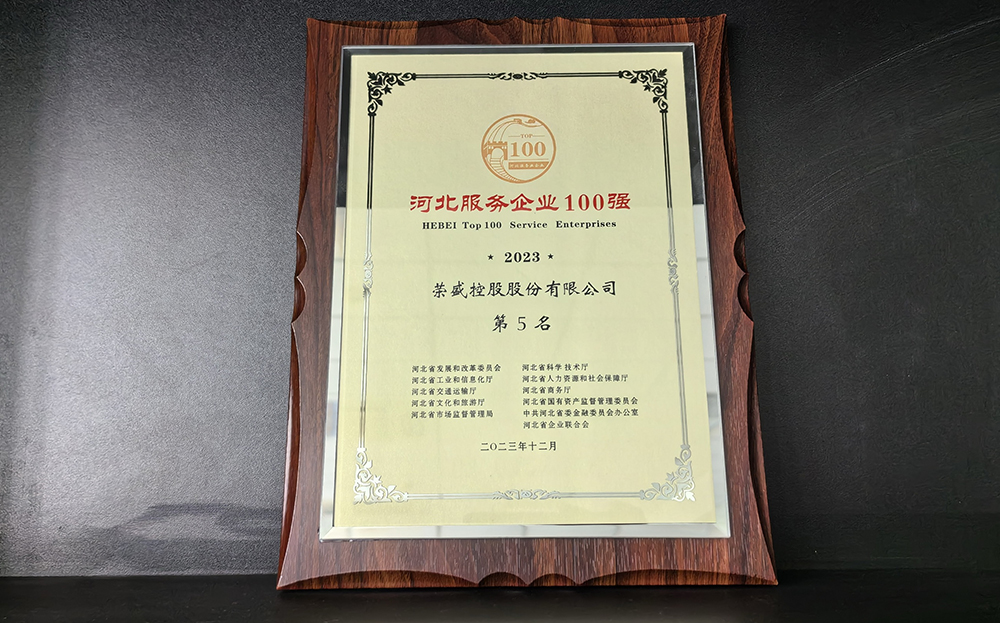 TOP
100
河北服务企业100强
HEBEI Top 100 Service Enterprises
★ 2023 ★
荣盛控股股份有限公司
第 5 名
河北省发展和改革委员会
河北省工业和信息化厅
河北省交通运输厅
河北省文化和旅游厅
河北省市场监督管理局
河北省科学技术厅
河北省人力资源和社会保障厅
河北省商务厅
河北省国有资产监督管理委员会
中共河北省委金融委员会办公室
河北省企业联合会
二〇二三年十二月